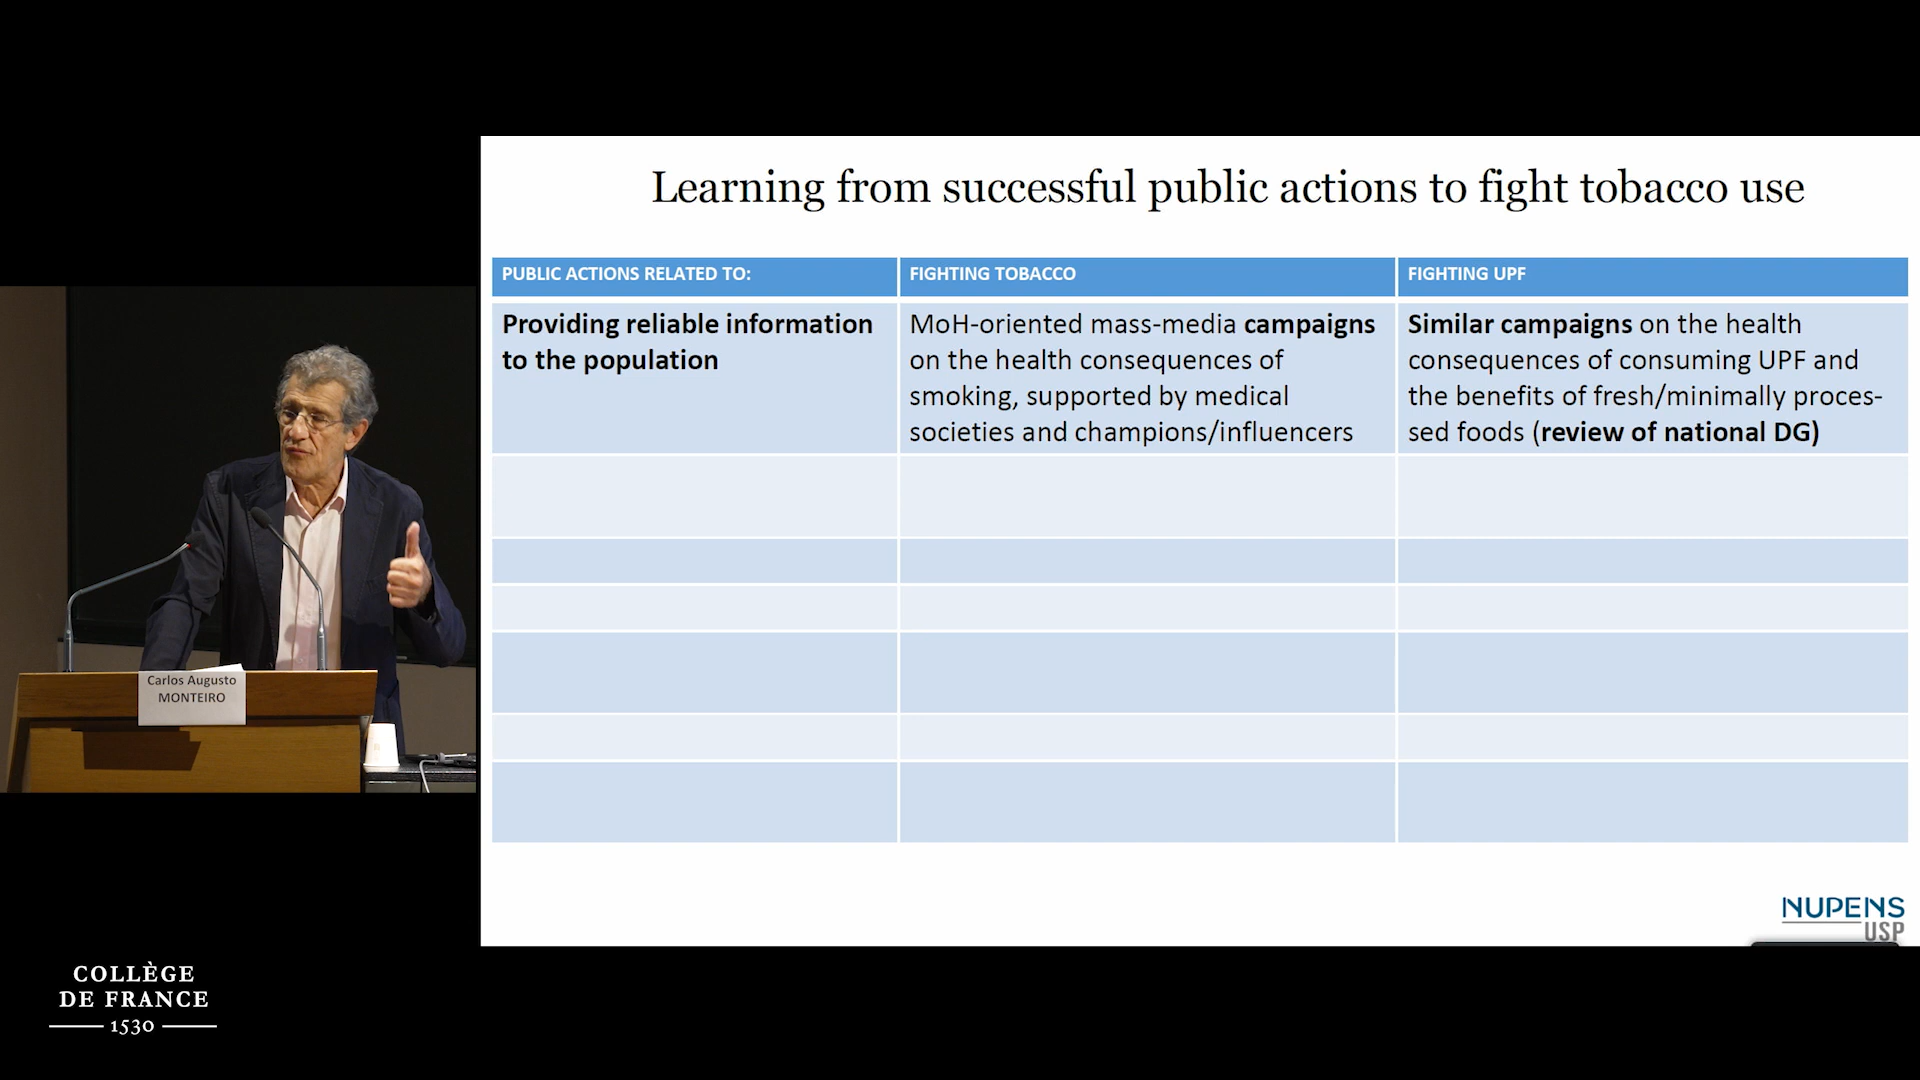 Learning from successful public actions to fight tobacco use
PUBLIC ACTIONS RELATED TO:
FIGHTING TOBACCO
FIGHTING UPF
Providing reliable information
to the population
MoH-oriented mass-media campaigns
on the health consequences of
smoking, supported by medical
societies and champions/influencers
Similar campaigns on the health
consequences of consuming UPF and
the benefits of fresh/minimally proces-
sed foods (review of national DG)
Carlos Augusto
MONTEIRO
NUPENS
USP
COLLÈGE
DE FRANCE
1530